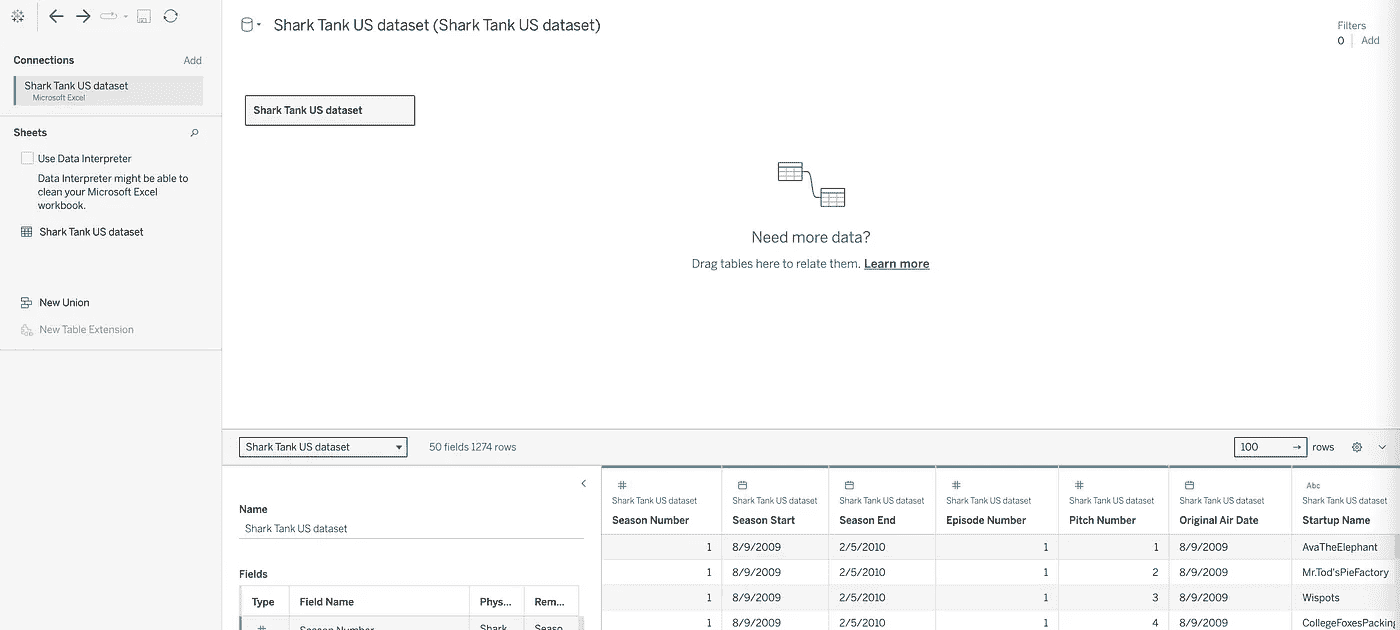 Shark Tank US dataset (Shark Tank US dataset)
Filters
0 Add
Connections Add
Shark Tank US dataset
Microsoft Excel
Sheets
Use Data Interpreter
Data Interpreter might be able to
clean your Microsoft Excel
workbook.
Shark Tank US dataset
New Union
New Table Extension
Shark Tank US dataset
Need more data?
Drag tables here to relate them. Learn more
Shark Tank US dataset 50 fields 1274 rows 100 → rows
Name
Shark Tank US dataset
Fields
Type Field Name Phys... Rem...
# Season Number Shark Seaso
# Abc
Shark Tank US dataset Shark Tank US dataset Shark Tank US dataset Shark Tank US dataset Shark Tank US dataset Shark Tank US dataset Shark Tank US dataset
Season Number Season Start Season End Episode Number Pitch Number Original Air Date Startup Name
1 8/9/2009 2/5/2010 1 1 8/9/2009 AvaTheElephant
1 8/9/2009 2/5/2010 1 2 8/9/2009 Mr.Tod'sPieFactory
1 8/9/2009 2/5/2010 1 3 8/9/2009 Wispots
1 8/9/2009 2/5/2010 1 4 8/9/2009 CollegeFoxesPacking